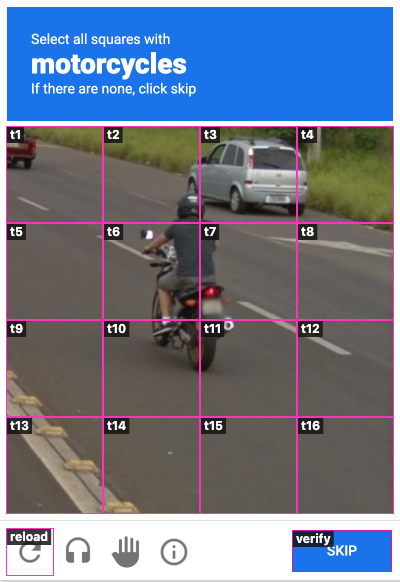 Select all squares with
motorcycles
If there are none, click skip
t1 t2 t3 t4
t5 t6 t7 t8
t9 t10 t11 t12
t13 t14 t15 t16
reload
verify
SKIP